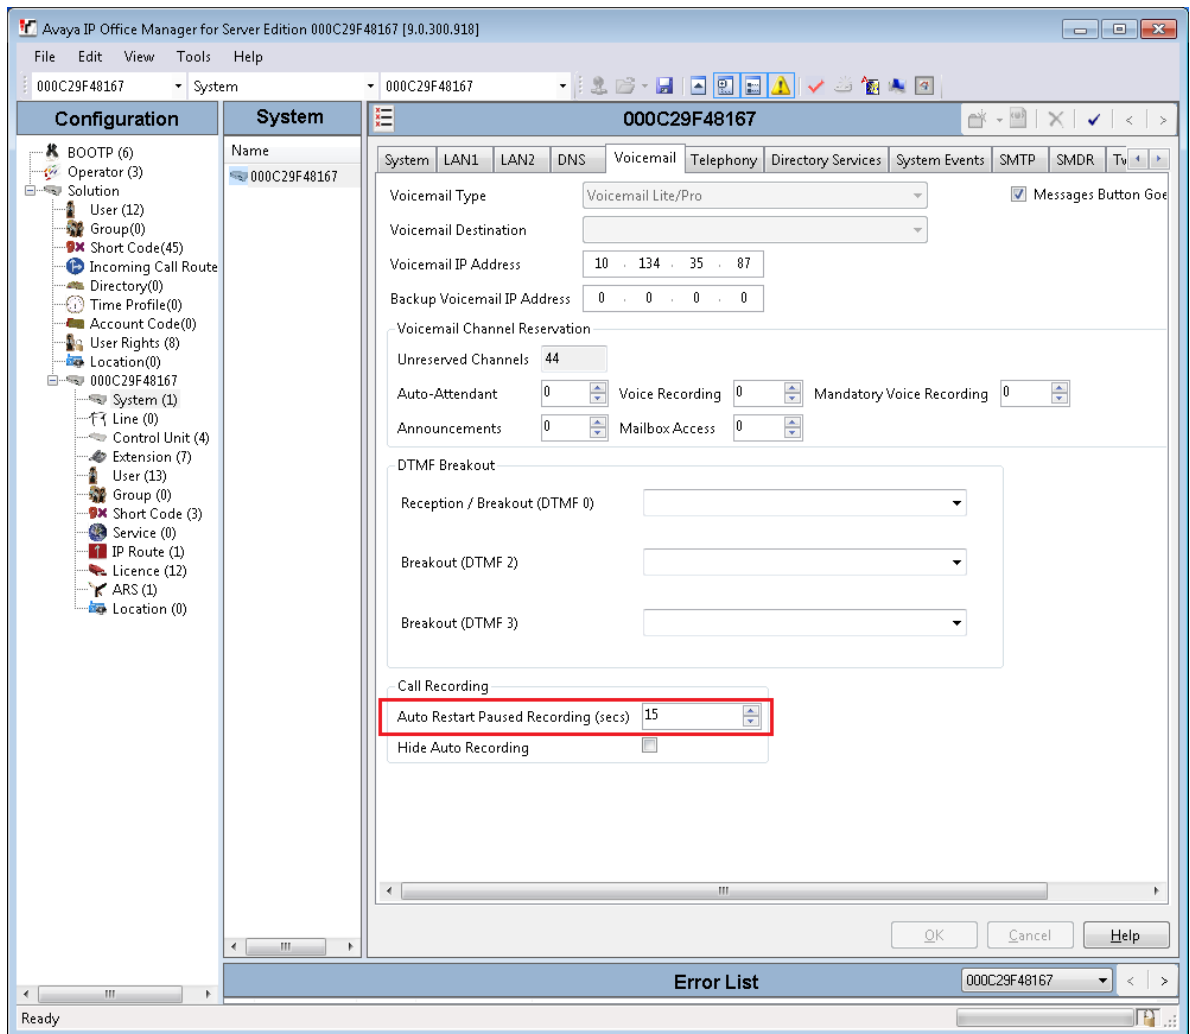 Avaya IP Office Manager for Server Edition 000C29F48167 [9.0.300.918]
File Edit View Tools Help
000C29F48167 System 000C29F48167
Configuration
BOOTP (6)
Operator (3)
Solution
User (12)
Group(0)
Short Code(45)
Incoming Call Route
Directory(0)
Time Profile(0)
Account Code(0)
User Rights (8)
Location(0)
000C29F48167
System (1)
Line (0)
Control Unit (4)
Extension (7)
User (13)
Group (0)
Short Code (3)
Service (0)
IP Route (1)
Licence (12)
ARS (1)
Location (0)
System
Name
000C29F48167
000C29F48167
System LAN1 LAN2 DNS Voicemail Telephony Directory Services System Events SMTP SMDR Tw
Voicemail Type Voicemail Lite/Pro Messages Button Goe
Voicemail Destination
Voicemail IP Address 10 . 134 . 35 . 87
Backup Voicemail IP Address 0 . 0 . 0 . 0
Voicemail Channel Reservation
Unreserved Channels 44
Auto-Attendant 0 Voice Recording 0 Mandatory Voice Recording 0
Announcements 0 Mailbox Access 0
DTMF Breakout
Reception / Breakout (DTMF 0)
Breakout (DTMF 2)
Breakout (DTMF 3)
Call Recording
Auto Restart Paused Recording (secs) 15
Hide Auto Recording
OK Cancel Help
Error List 000C29F48167
Ready